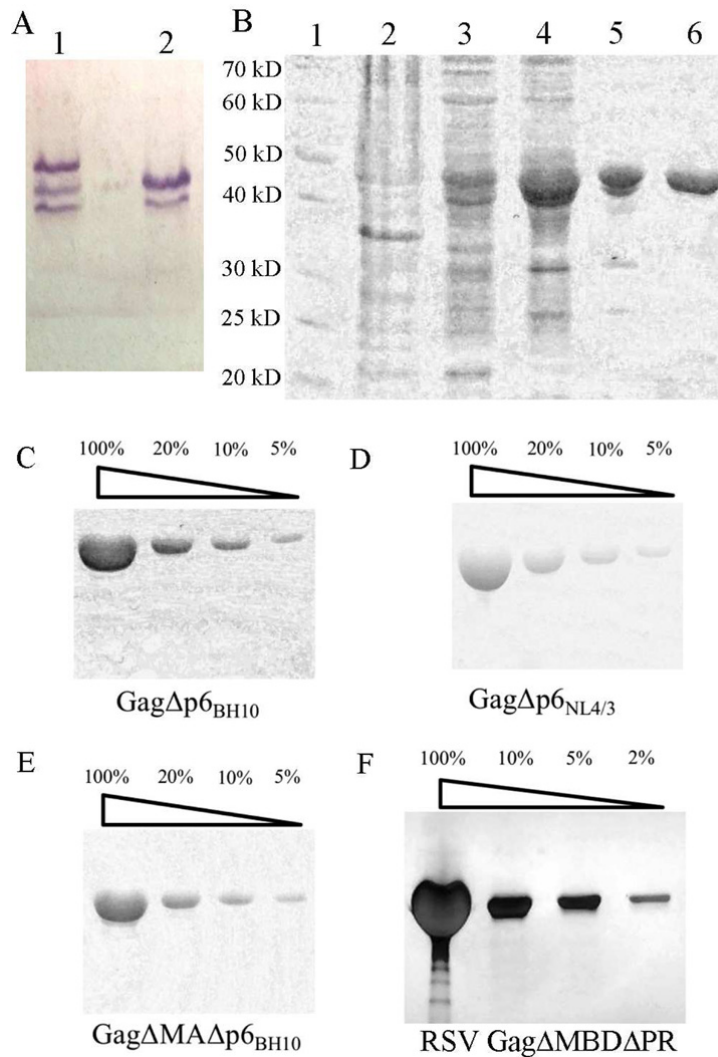 A
1 2
B
1 2 3 4 5 6
70 kD
60 kD
50 kD
40 kD
30 kD
25 kD
20 kD
C
100% 20% 10% 5%
GagΔp6BH10
D
100% 20% 10% 5%
GagΔp6NL4/3
E
100% 20% 10% 5%
GagΔMAΔp6BH10
F
100% 10% 5% 2%
RSV GagΔMBDΔPR